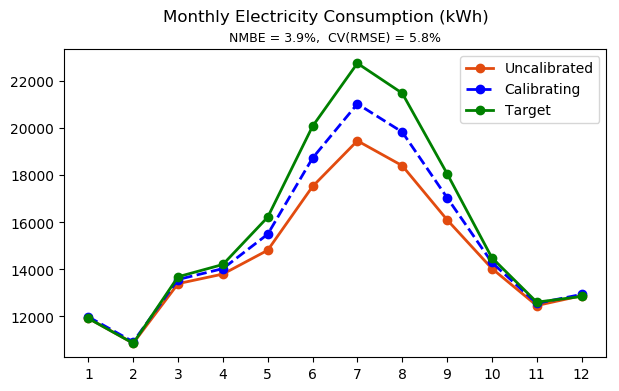 Monthly Electricity Consumption (kWh)
NMBE = 3.9%,  CV(RMSE) = 5.8%
Uncalibrated
Calibrating
Target
22000
20000
18000
16000
14000
12000
1 2 3 4 5 6 7 8 9 10 11 12